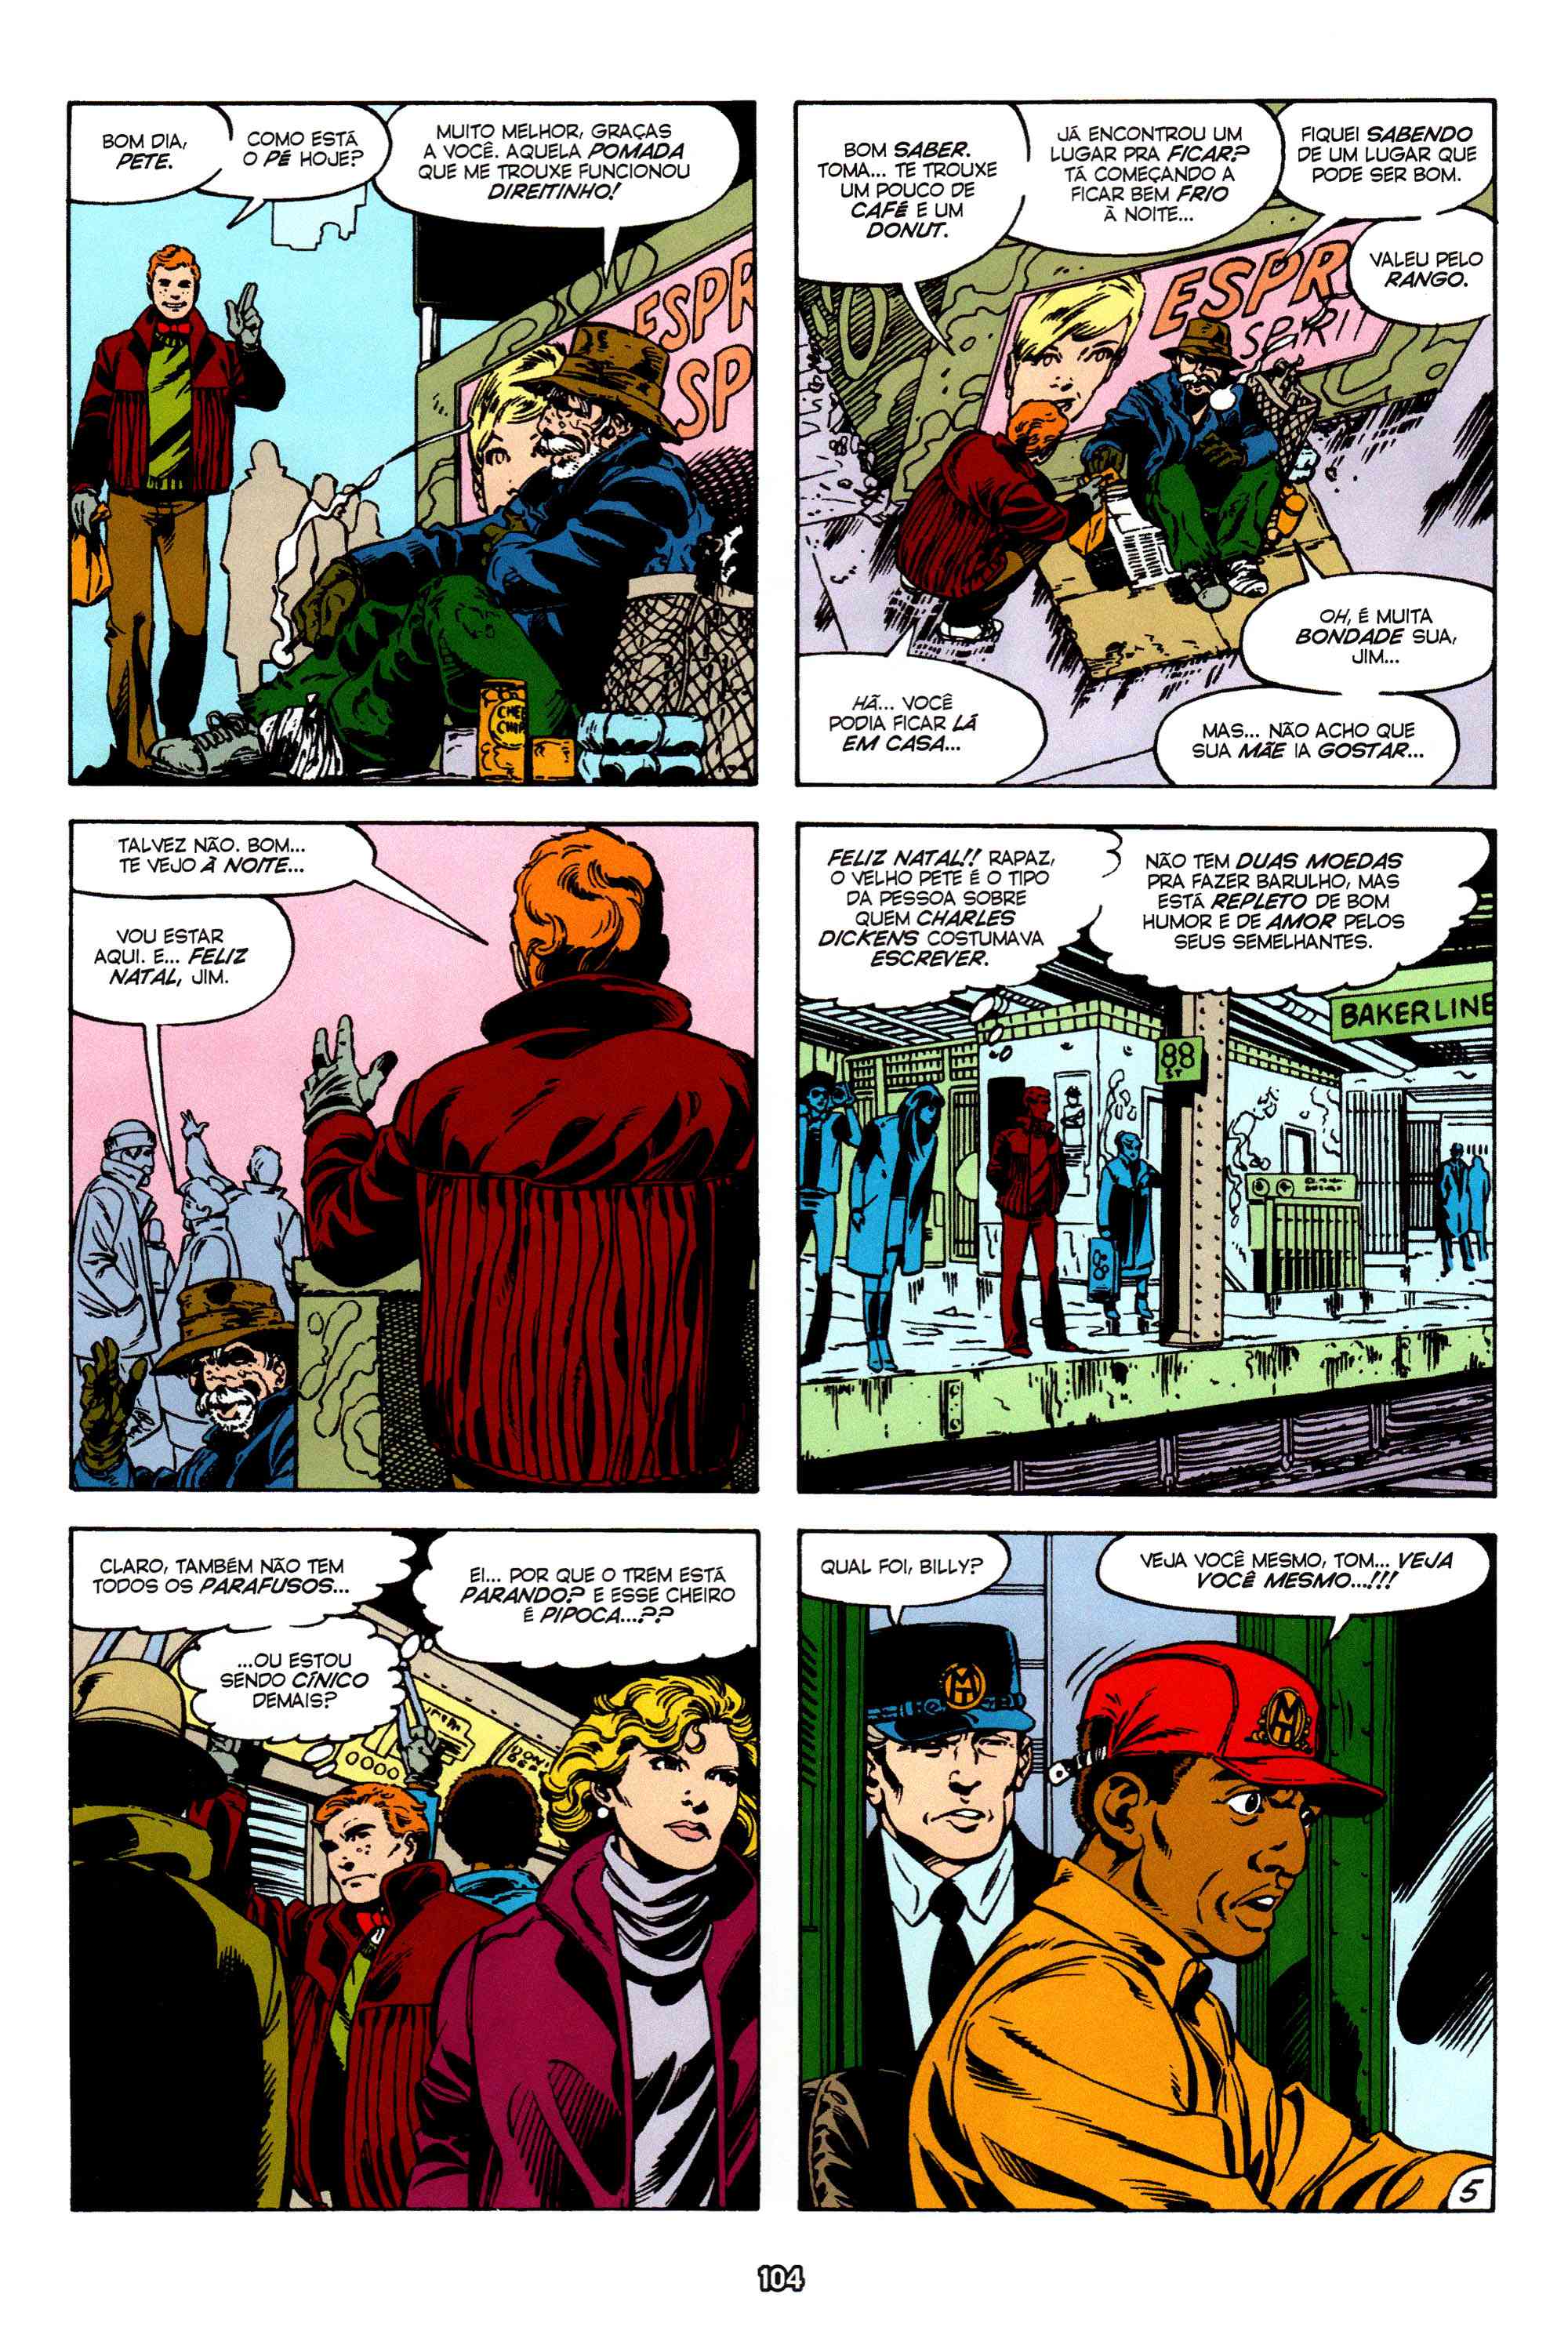 BOM DIA,
PETE.
COMO ESTÁ
O PÉ HOJE?
MUITO MELHOR, GRAÇAS
A VOCÊ. AQUELA POMADA
QUE ME TROUXE FUNCIONOU
DIREITINHO!
ESPR
SP
CHEE
CHIP
BOM SABER.
TOMA... TE TROUXE
UM POUCO DE
CAFÉ E UM
DONUT.
JÁ ENCONTROU UM
LUGAR PRA FICAR?
TÁ COMEÇANDO A
FICAR BEM FRIO
À NOITE...
FIQUEI SABENDO
DE UM LUGAR QUE
PODE SER BOM.
VALEU PELO
RANGO.
ESPR
SPIRIT
HÃ... VOCÊ
PODIA FICAR LÁ
EM CASA...
OH, É MUITA
BONDADE SUA,
JIM...
MAS... NÃO ACHO QUE
SUA MÃE IA GOSTAR...
TALVEZ NÃO. BOM...
TE VEJO À NOITE...
VOU ESTAR
AQUI. E... FELIZ
NATAL, JIM.
FELIZ NATAL!! RAPAZ,
O VELHO PETE É O TIPO
DA PESSOA SOBRE
QUEM CHARLES
DICKENS COSTUMAVA
ESCREVER.
NÃO TEM DUAS MOEDAS
PRA FAZER BARULHO, MAS
ESTÁ REPLETO DE BOM
HUMOR E DE AMOR PELOS
SEUS SEMELHANTES.
BAKERLINE
88
ST
CLARO, TAMBÉM NÃO TEM
TODOS OS PARAFUSOS...
...OU ESTOU
SENDO CÍNICO
DEMAIS?
EI... POR QUE O TREM ESTÁ
PARANDO? E ESSE CHEIRO
É PIPOCA...??
QUAL FOI, BILLY?
VEJA VOCÊ MESMO, TOM... VEJA
VOCÊ MESMO...!!!
5
104